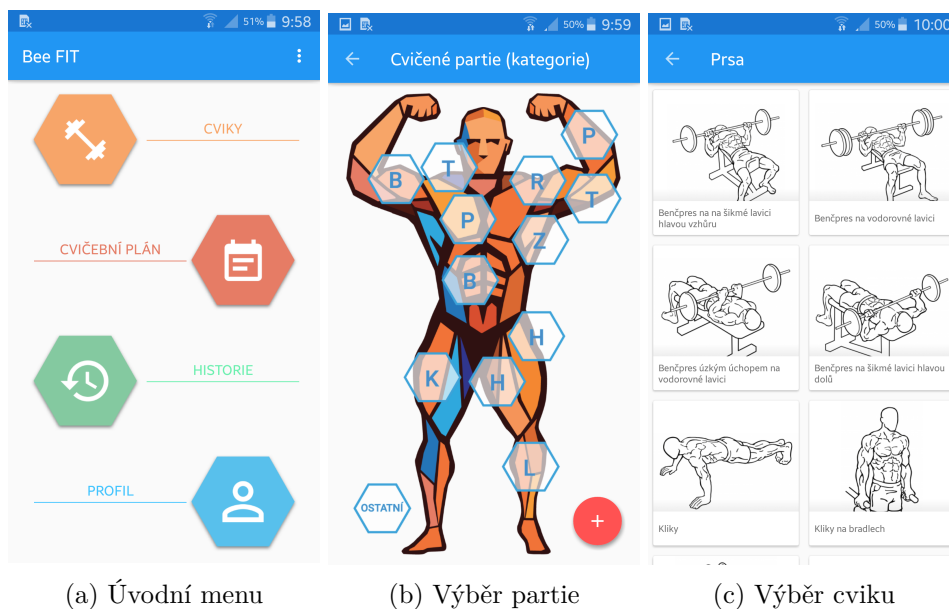 51% 9:58
Bee FIT
CVIKY
CVIČEBNÍ PLÁN
HISTORIE
PROFIL
(a) Úvodní menu
50% 9:59
Cvičené partie (kategorie)
P
T
B
R
T
P
Z
B
H
K
H
L
OSTATNÍ
+
(b) Výběr partie
50% 10:00
Prsa
Benčpres na na šikmé lavici
hlavou vzhůru
Benčpres na vodorovné lavici
Benčpres úzkým úchopem na
vodorovné lavici
Benčpres na šikmé lavici hlavou
dolů
Kliky
Kliky na bradlech
(c) Výběr cviku